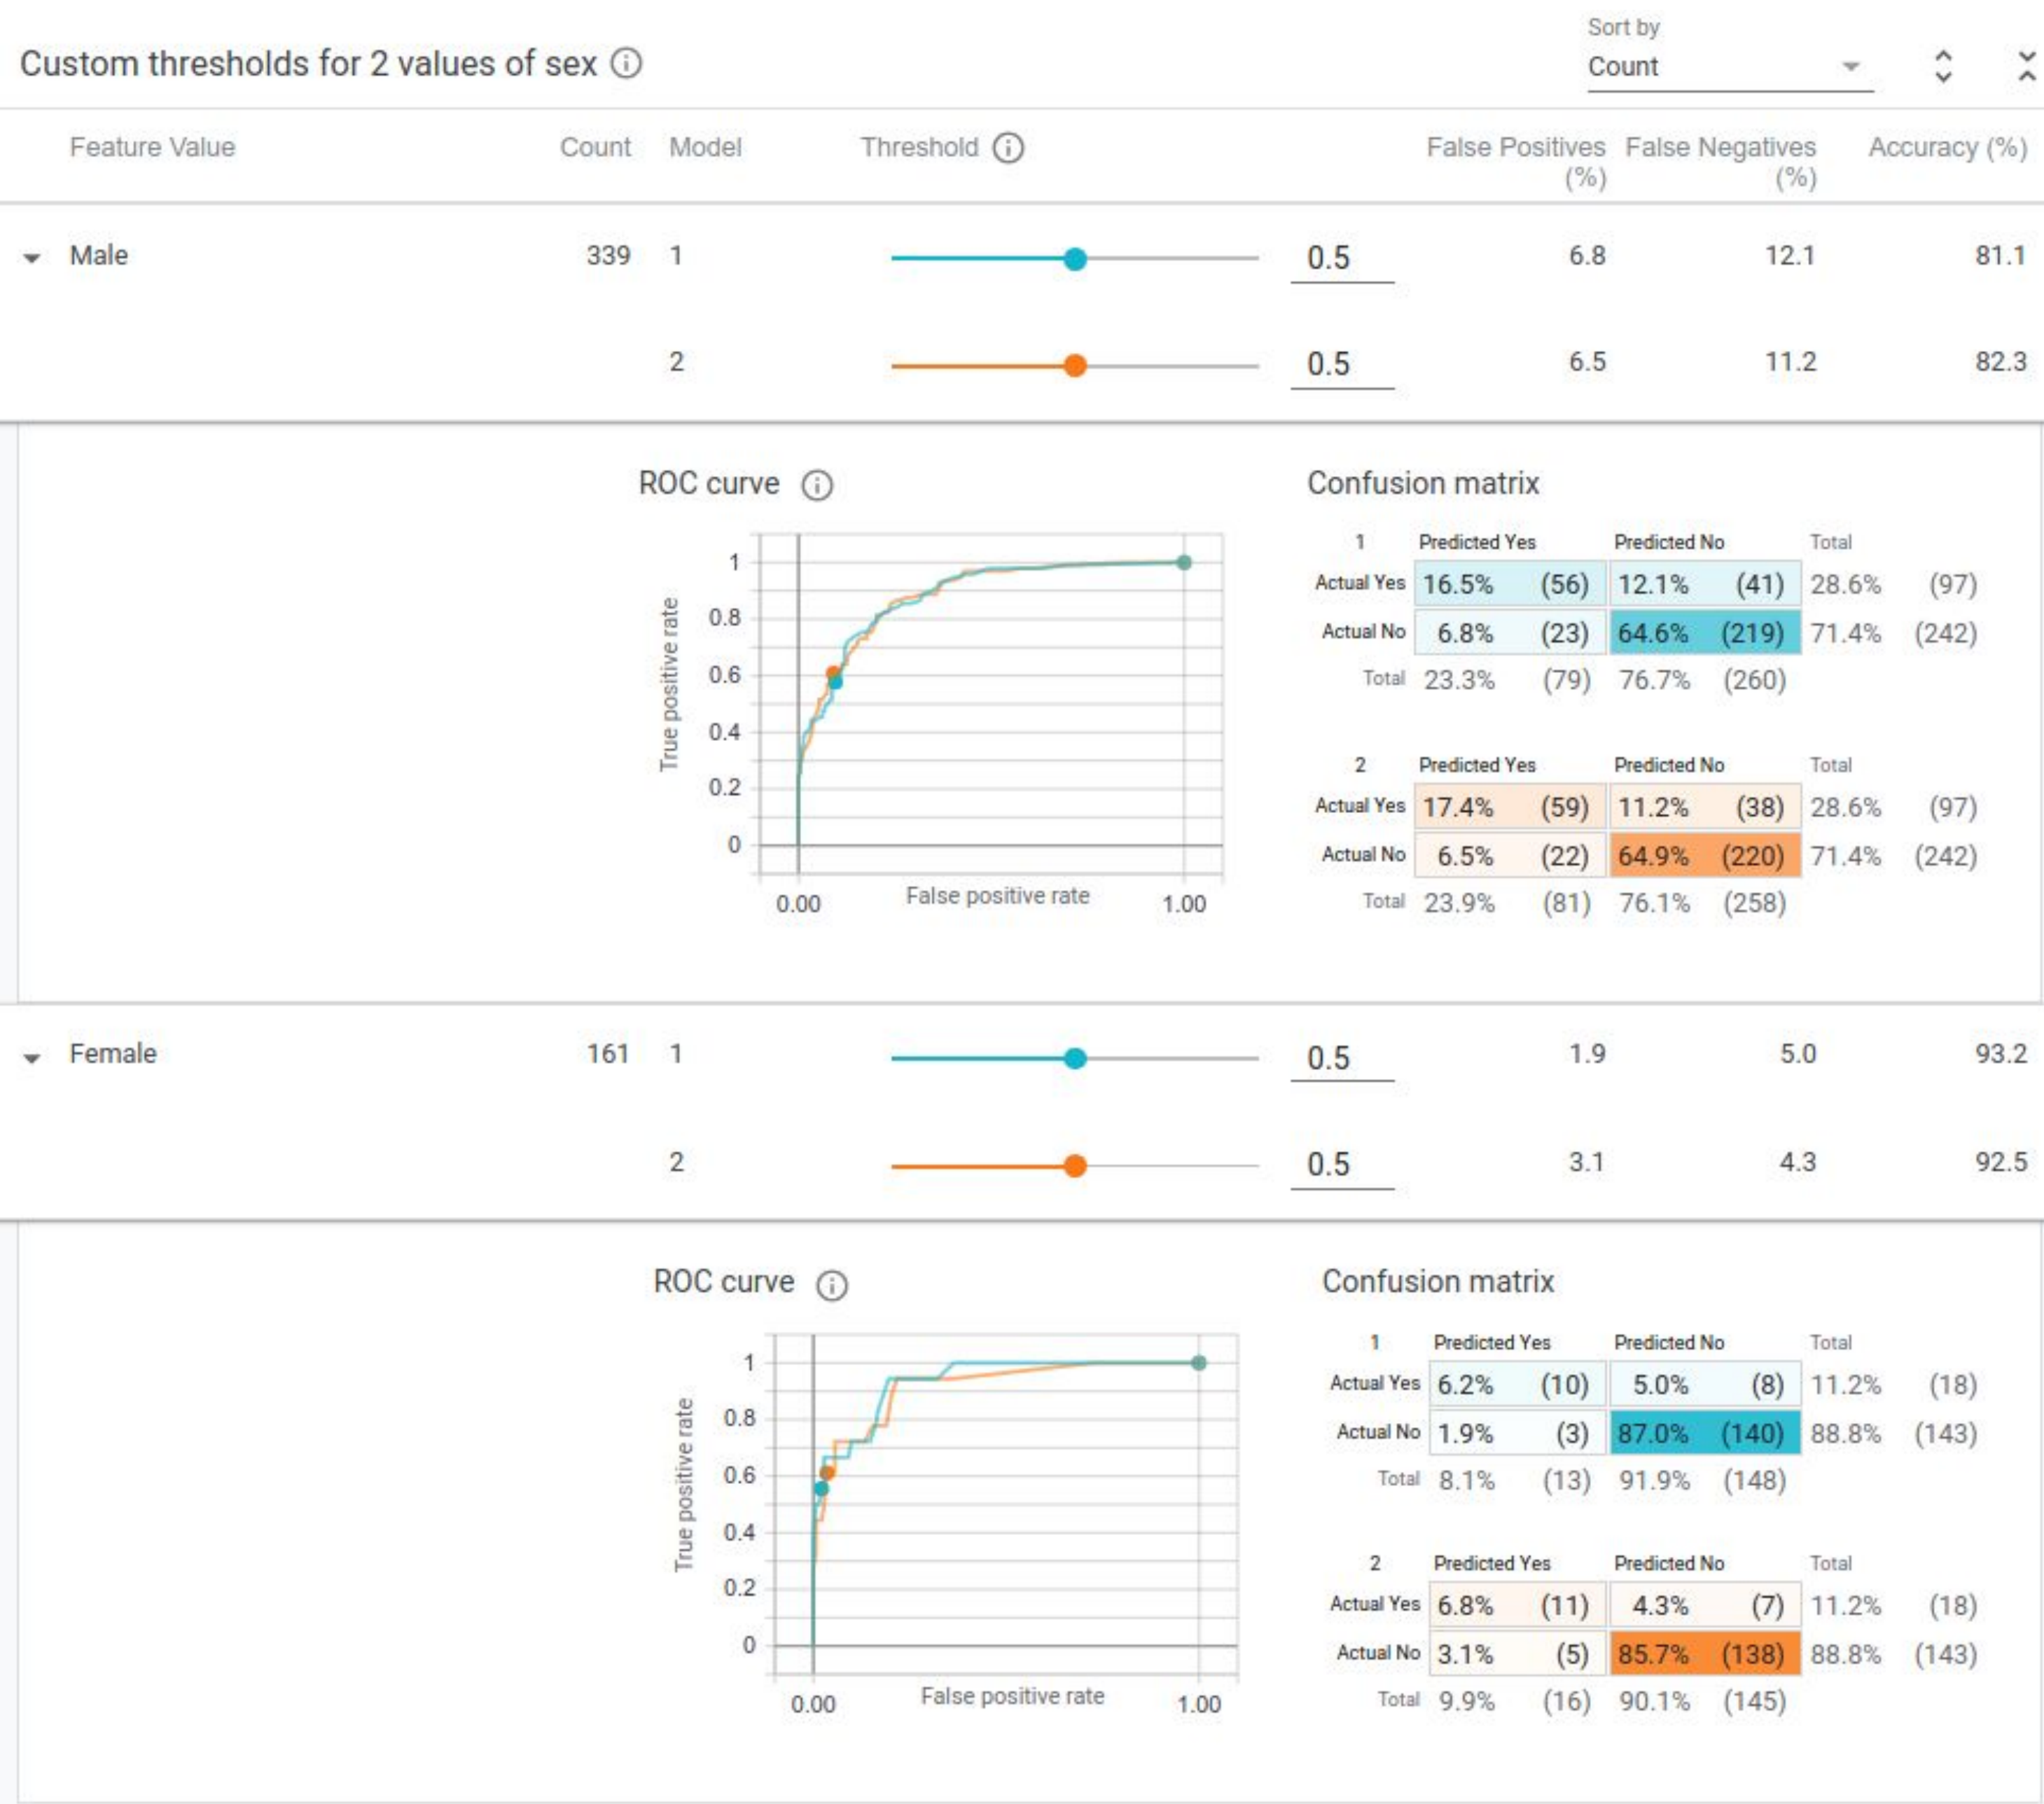 Sort by
Custom thresholds for 2 values of sex
Count
Feature Value Count Model Threshold False Positives (%) False Negatives (%) Accuracy (%)
Male 339 1 0.5 6.8 12.1 81.1
2 0.5 6.5 11.2 82.3
ROC curve
True positive rate
1
0.8
0.6
0.4
0.2
0
0.00 False positive rate 1.00
Confusion matrix
1 Predicted Yes Predicted No Total
Actual Yes 16.5% (56) 12.1% (41) 28.6% (97)
Actual No 6.8% (23) 64.6% (219) 71.4% (242)
Total 23.3% (79) 76.7% (260)
2 Predicted Yes Predicted No Total
Actual Yes 17.4% (59) 11.2% (38) 28.6% (97)
Actual No 6.5% (22) 64.9% (220) 71.4% (242)
Total 23.9% (81) 76.1% (258)
Female 161 1 0.5 1.9 5.0 93.2
2 0.5 3.1 4.3 92.5
ROC curve
True positive rate
1
0.8
0.6
0.4
0.2
0
0.00 False positive rate 1.00
Confusion matrix
1 Predicted Yes Predicted No Total
Actual Yes 6.2% (10) 5.0% (8) 11.2% (18)
Actual No 1.9% (3) 87.0% (140) 88.8% (143)
Total 8.1% (13) 91.9% (148)
2 Predicted Yes Predicted No Total
Actual Yes 6.8% (11) 4.3% (7) 11.2% (18)
Actual No 3.1% (5) 85.7% (138) 88.8% (143)
Total 9.9% (16) 90.1% (145)